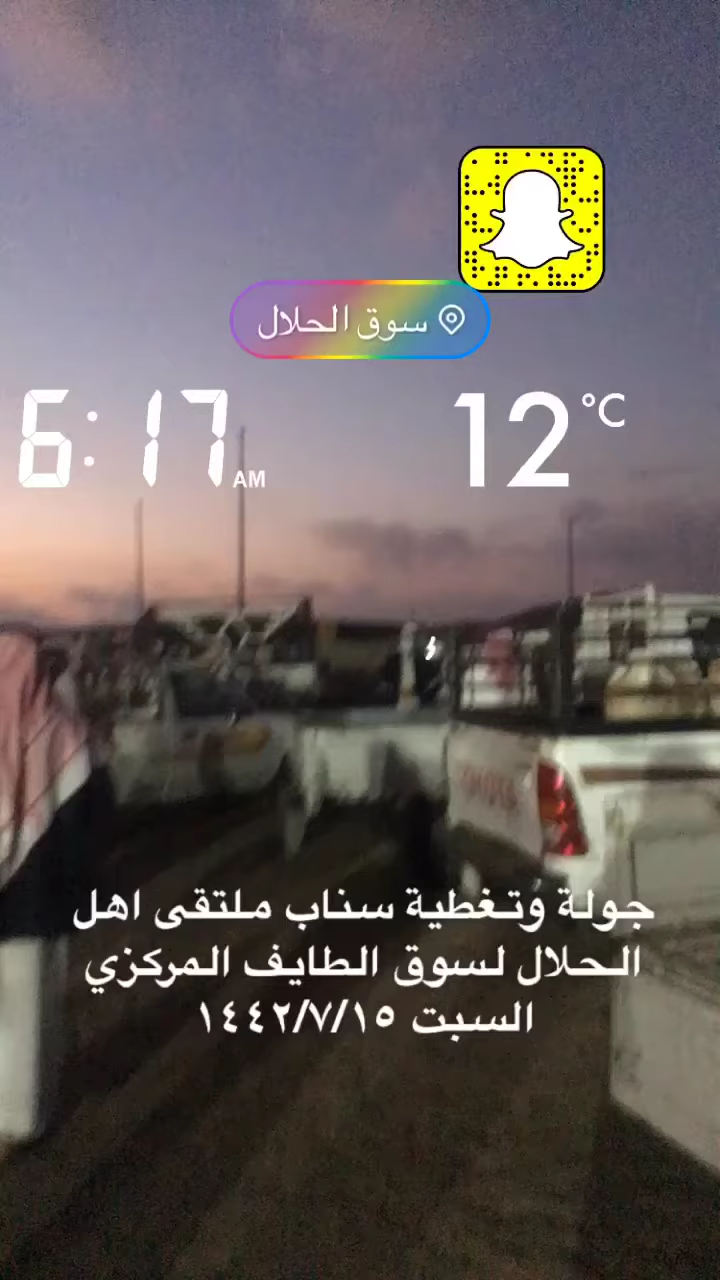 سوق الحلال
6:17 AM
12 °C
جولة وتغطية سناب ملتقى اهل
الحلال لسوق الطايف المركزي
السبت ١٤٤٢/٧/١٥